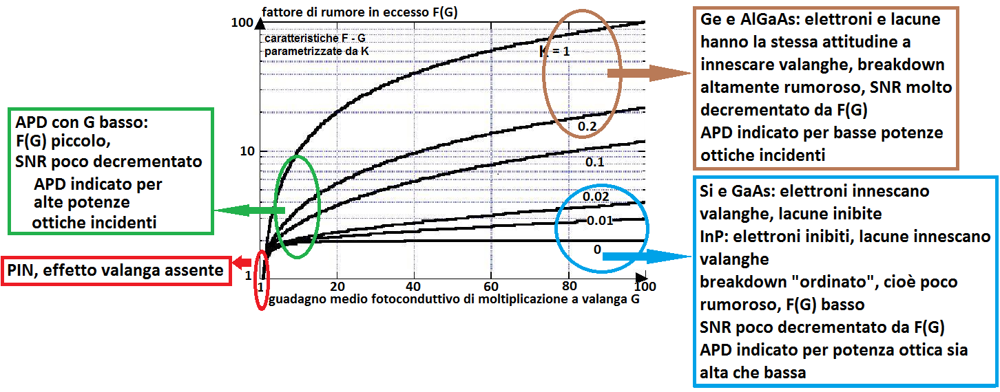 fattore di rumore in eccesso F(G)
100
caratteristiche F - G
parametrizzate da K
K = 1
0.2
10
0.1
0.02
0.01
0
1
1
20
40
60
80
100
guadagno medio fotoconduttivo di moltiplicazione a valanga G
APD con G basso:
F(G) piccolo,
SNR poco decrementato
APD indicato per
alte potenze
ottiche incidenti
PIN, effetto valanga assente
Ge e AlGaAs: elettroni e lacune
hanno la stessa attitudine a
innescare valanghe, breakdown
altamente rumoroso, SNR molto
decrementato da F(G)
APD indicato per basse potenze
ottiche incidenti
Si e GaAs: elettroni innescano
valanghe, lacune inibite
InP: elettroni inibiti, lacune innescano
valanghe
breakdown "ordinato", cioè poco
rumoroso, F(G) basso
SNR poco decrementato da F(G)
APD indicato per potenza ottica sia
alta che bassa